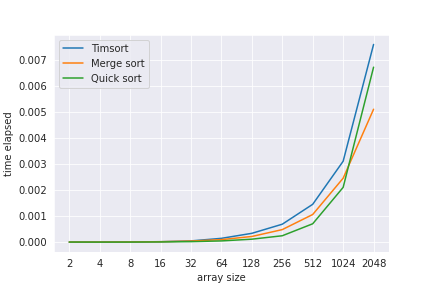 Timsort
Merge sort
Quick sort
0.007
0.006
0.005
0.004
0.003
0.002
0.001
0.000
time elapsed
2 4 8 16 32 64 128 256 512 1024 2048
array size